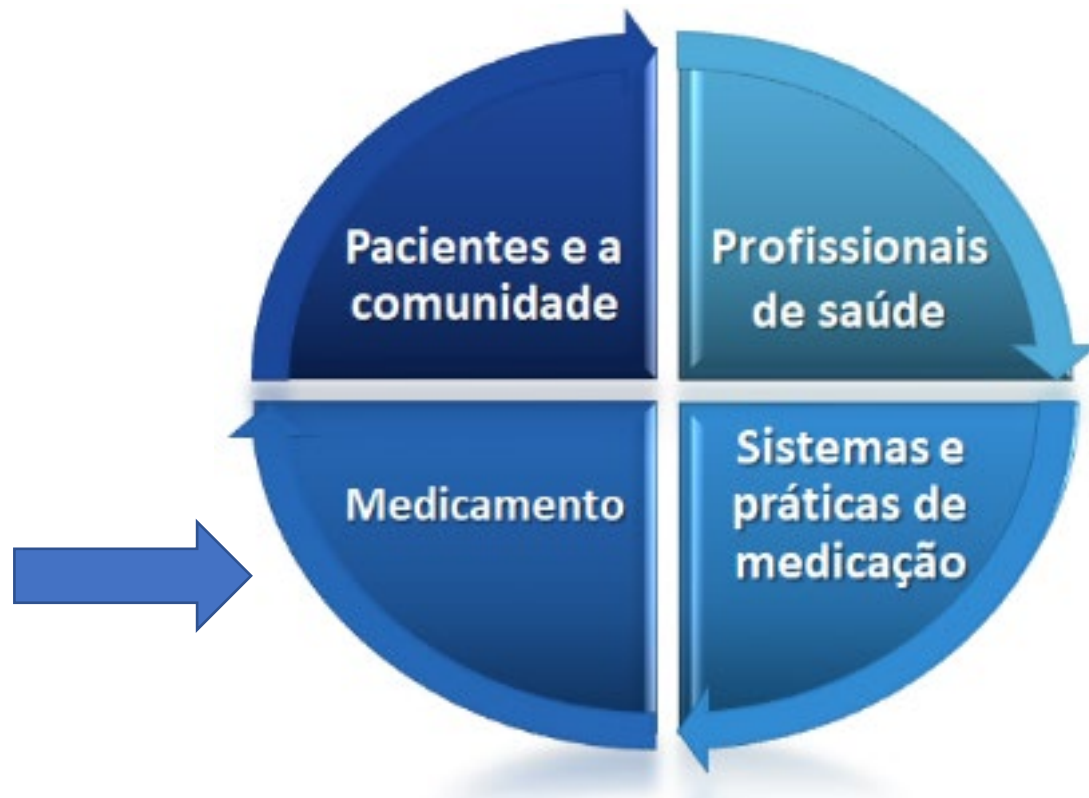 Pacientes e a
comunidade
Profissionais
de saúde
Medicamento
Sistemas e
práticas de
medicação